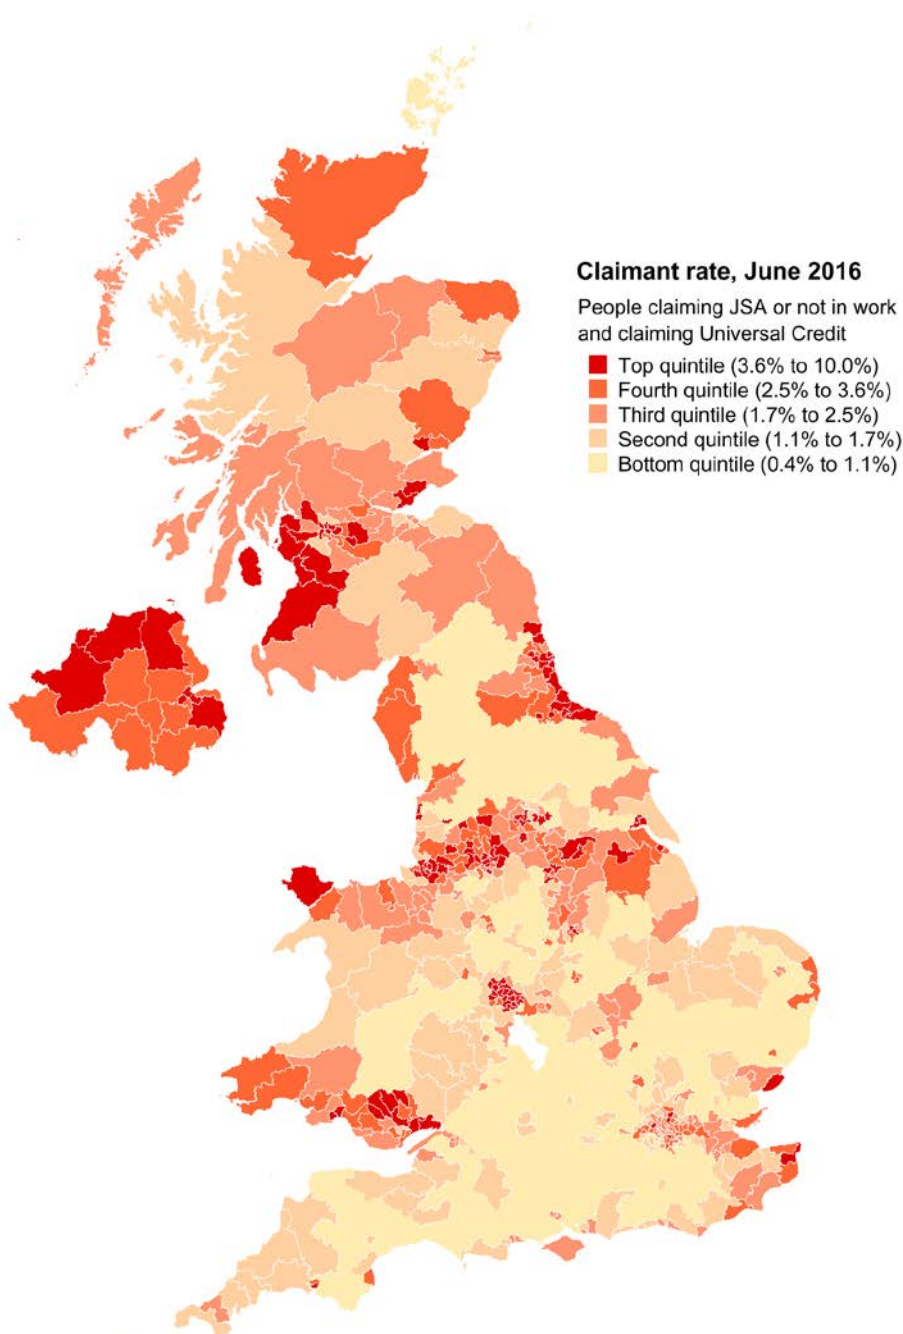 Claimant rate, June 2016
People claiming JSA or not in work
and claiming Universal Credit
Top quintile (3.6% to 10.0%)
Fourth quintile (2.5% to 3.6%)
Third quintile (1.7% to 2.5%)
Second quintile (1.1% to 1.7%)
Bottom quintile (0.4% to 1.1%)